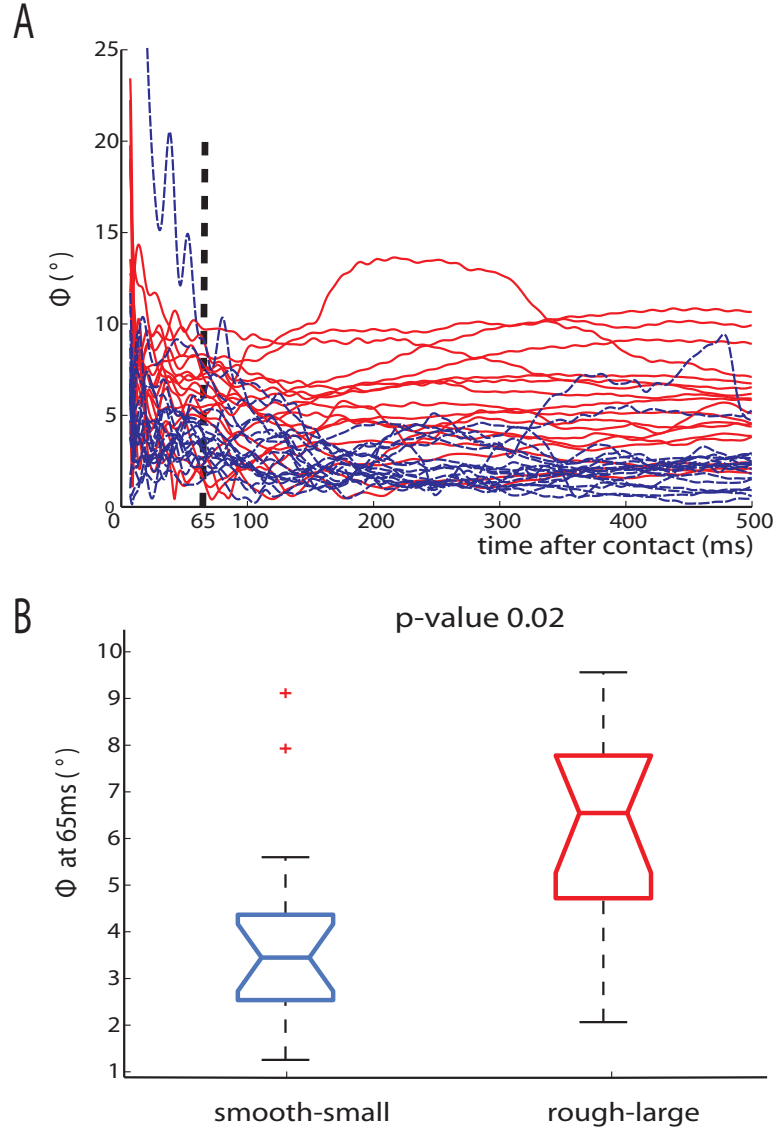 A
25
20
15
10
5
0
Φ (°)
0 65 100 200 300 400 500
time after contact (ms)
B
p-value 0.02
10
9
8
7
6
5
4
3
2
1
Φ at 65ms (°)
smooth-small rough-large